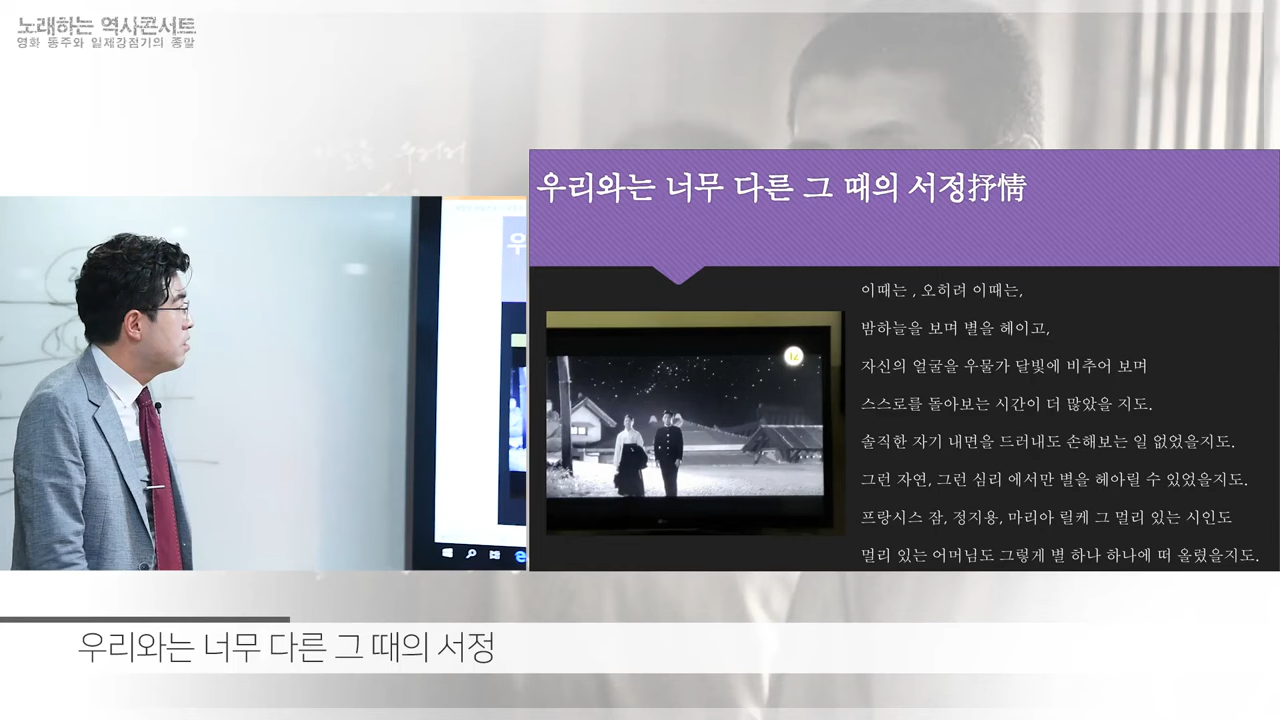 노래하는 역사콘서트
영화 동주와 일제강점기의 종말
우리와는 너무 다른 그 때의 서정抒情
우
이때는 , 오히려 이때는,
밤하늘을 보며 별을 헤이고,
자신의 얼굴을 우물가 달빛에 비추어 보며
스스로를 돌아보는 시간이 더 많았을 지도.
솔직한 자기 내면을 드러내도 손해보는 일 없었을지도.
그런 자연, 그런 심리 에서만 별을 헤아릴 수 있었을지도.
프랑시스 잠, 정지용, 마리아 릴케 그 멀리 있는 시인도
멀리 있는 어머님도 그렇게 별 하나 하나에 떠 올렸을지도.
12
우리와는 너무 다른 그 때의 서정